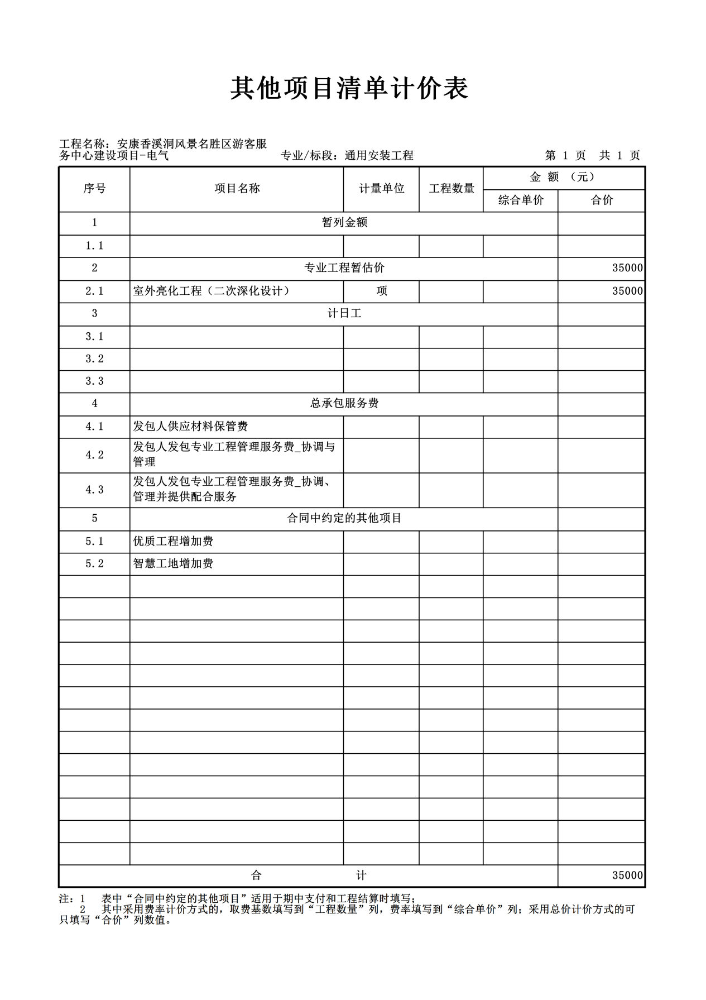 其他项目清单计价表
工程名称：安康香溪洞风景名胜区游客服
务中心建设项目-电气 专业/标段：通用安装工程 第 1 页 共 1 页
序号 项目名称 计量单位 工程数量 金 额 （元）
综合单价 合价
1 暂列金额
1.1
2 专业工程暂估价 35000
2.1 室外亮化工程（二次深化设计） 项 35000
3 计日工
3.1
3.2
3.3
4 总承包服务费
4.1 发包人供应材料保管费
4.2 发包人发包专业工程管理服务费_协调与
管理
4.3 发包人发包专业工程管理服务费_协调、
管理并提供配合服务
5 合同中约定的其他项目
5.1 优质工程增加费
5.2 智慧工地增加费
合 计 35000
注：1 表中“合同中约定的其他项目”适用于期中支付和工程结算时填写；
2 其中采用费率计价方式的，取费基数填写到“工程数量”列，费率填写到“综合单价”列；采用总价计价方式的可
只填写“合价”列数值。